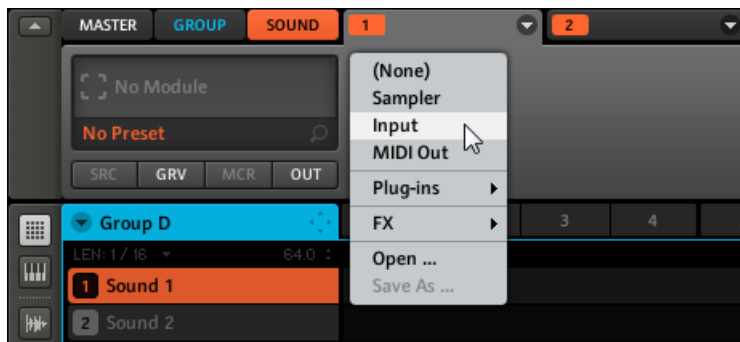 MASTER GROUP SOUND 1 2
No Module
No Preset
SRC GRV MCR OUT
(None)
Sampler
Input
MIDI Out
Plug-ins
FX
Open ...
Save As ...
Group D 3 4
LEN: 1 / 16 64.0
1 Sound 1
2 Sound 2